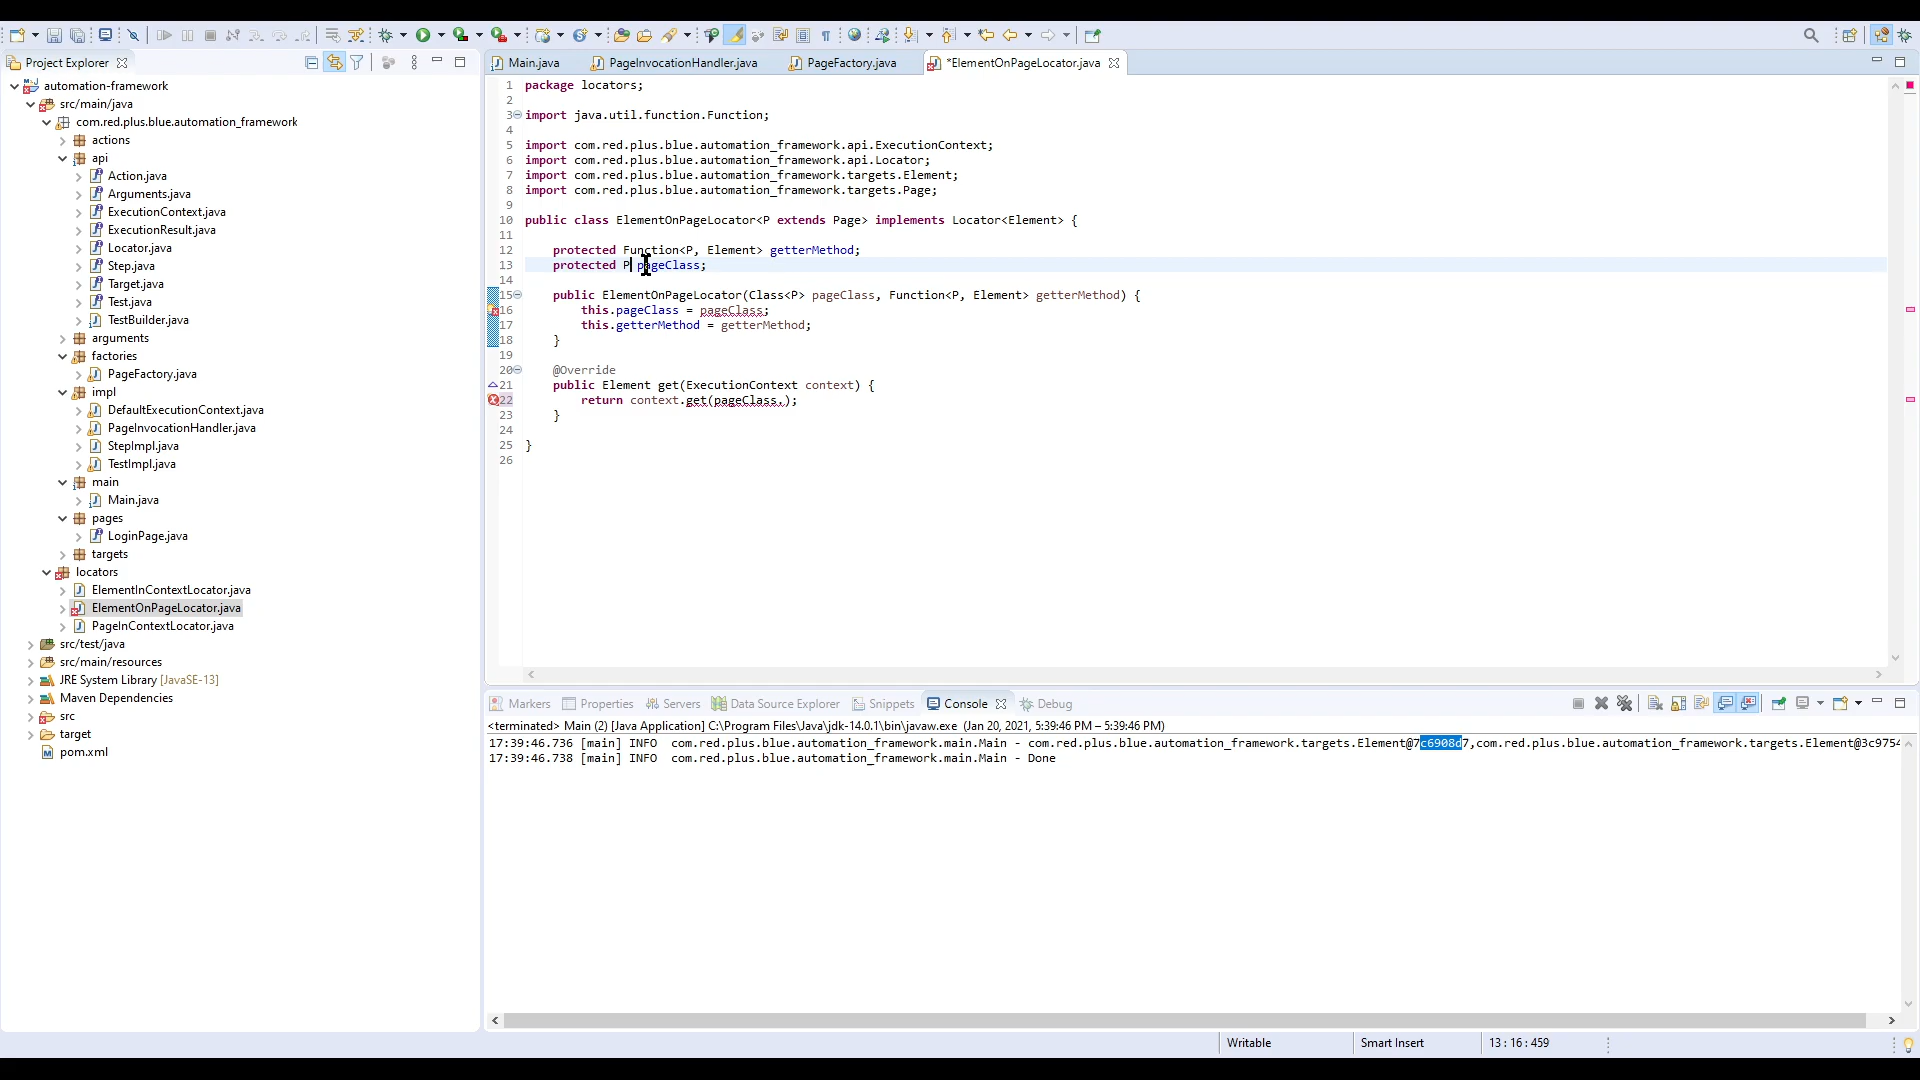 Project Explorer
automation-framework
src/main/java
com.red.plus.blue.automation_framework
actions
api
Action.java
Arguments.java
ExecutionContext.java
ExecutionResult.java
Locator.java
Step.java
Target.java
Test.java
TestBuilder.java
arguments
factories
PageFactory.java
impl
DefaultExecutionContext.java
PageInvocationHandler.java
StepImpl.java
TestImpl.java
main
Main.java
pages
LoginPage.java
targets
locators
ElementInContextLocator.java
ElementOnPageLocator.java
PageInContextLocator.java
src/test/java
src/main/resources
JRE System Library [JavaSE-13]
Maven Dependencies
src
target
pom.xml
Main.java PageInvocationHandler.java PageFactory.java *ElementOnPageLocator.java
1 package locators;
2
3 import java.util.function.Function;
4
5 import com.red.plus.blue.automation_framework.api.ExecutionContext;
6 import com.red.plus.blue.automation_framework.api.Locator;
7 import com.red.plus.blue.automation_framework.targets.Element;
8 import com.red.plus.blue.automation_framework.targets.Page;
9
10 public class ElementOnPageLocator<P extends Page> implements Locator<Element> {
11
12 protected Function<P, Element> getterMethod;
13 protected P pageClass;
14
15 public ElementOnPageLocator(Class<P> pageClass, Function<P, Element> getterMethod) {
16 this.pageClass = pageClass;
17 this.getterMethod = getterMethod;
18 }
19
20 @Override
21 public Element get(ExecutionContext context) {
22 return context.get(pageClass,);
23 }
24
25 }
26
Markers Properties Servers Data Source Explorer Snippets Console Debug
<terminated> Main (2) [Java Application] C:\Program Files\Java\jdk-14.0.1\bin\javaw.exe (Jan 20, 2021, 5:39:46 PM – 5:39:46 PM)
17:39:46.736 [main] INFO com.red.plus.blue.automation_framework.main.Main - com.red.plus.blue.automation_framework.targets.Element@7c6908d7,com.red.plus.blue.automation_framework.targets.Element@3c9754
17:39:46.738 [main] INFO com.red.plus.blue.automation_framework.main.Main - Done
Writable Smart Insert 13 : 16 : 459